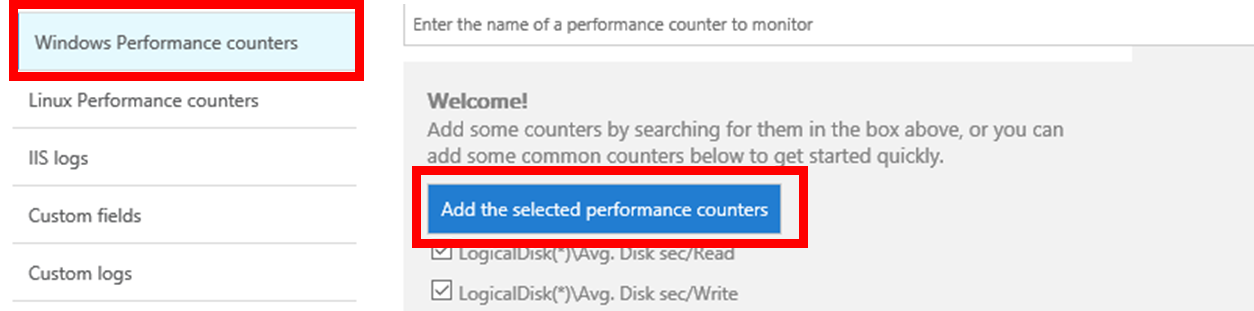 Windows Performance counters
Linux Performance counters
IIS logs
Custom fields
Custom logs
Enter the name of a performance counter to monitor
Welcome!
Add some counters by searching for them in the box above, or you can
add some common counters below to get started quickly.
Add the selected performance counters
LogicalDisk(*)\Avg. Disk sec/Read
LogicalDisk(*)\Avg. Disk sec/Write